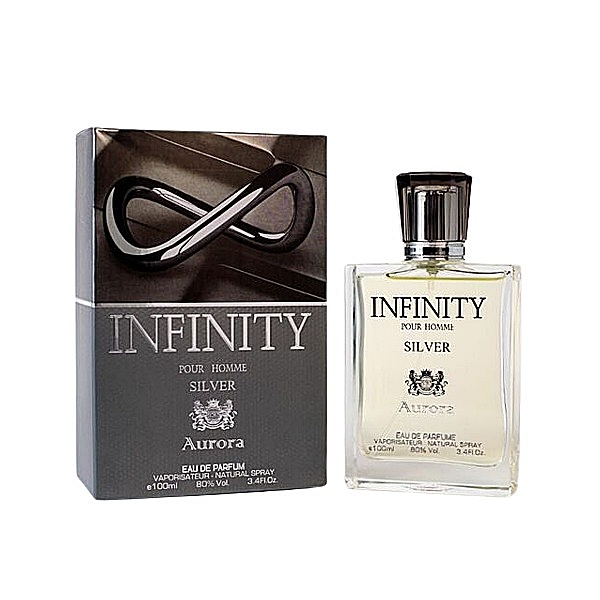 INFINITY
POUR HOMME
SILVER
Aurora
EAU DE PARFUM
VAPORISATEUR - NATURAL SPRAY
e100ml 80% Vol. 3.4Fl.Oz.
INFINITY
POUR HOMME
SILVER
Aurora
EAU DE PARFUME
VAPORISATEUR - NATURAL SPRAY
e100ml 80% Vol. 3.4Fl.Oz.